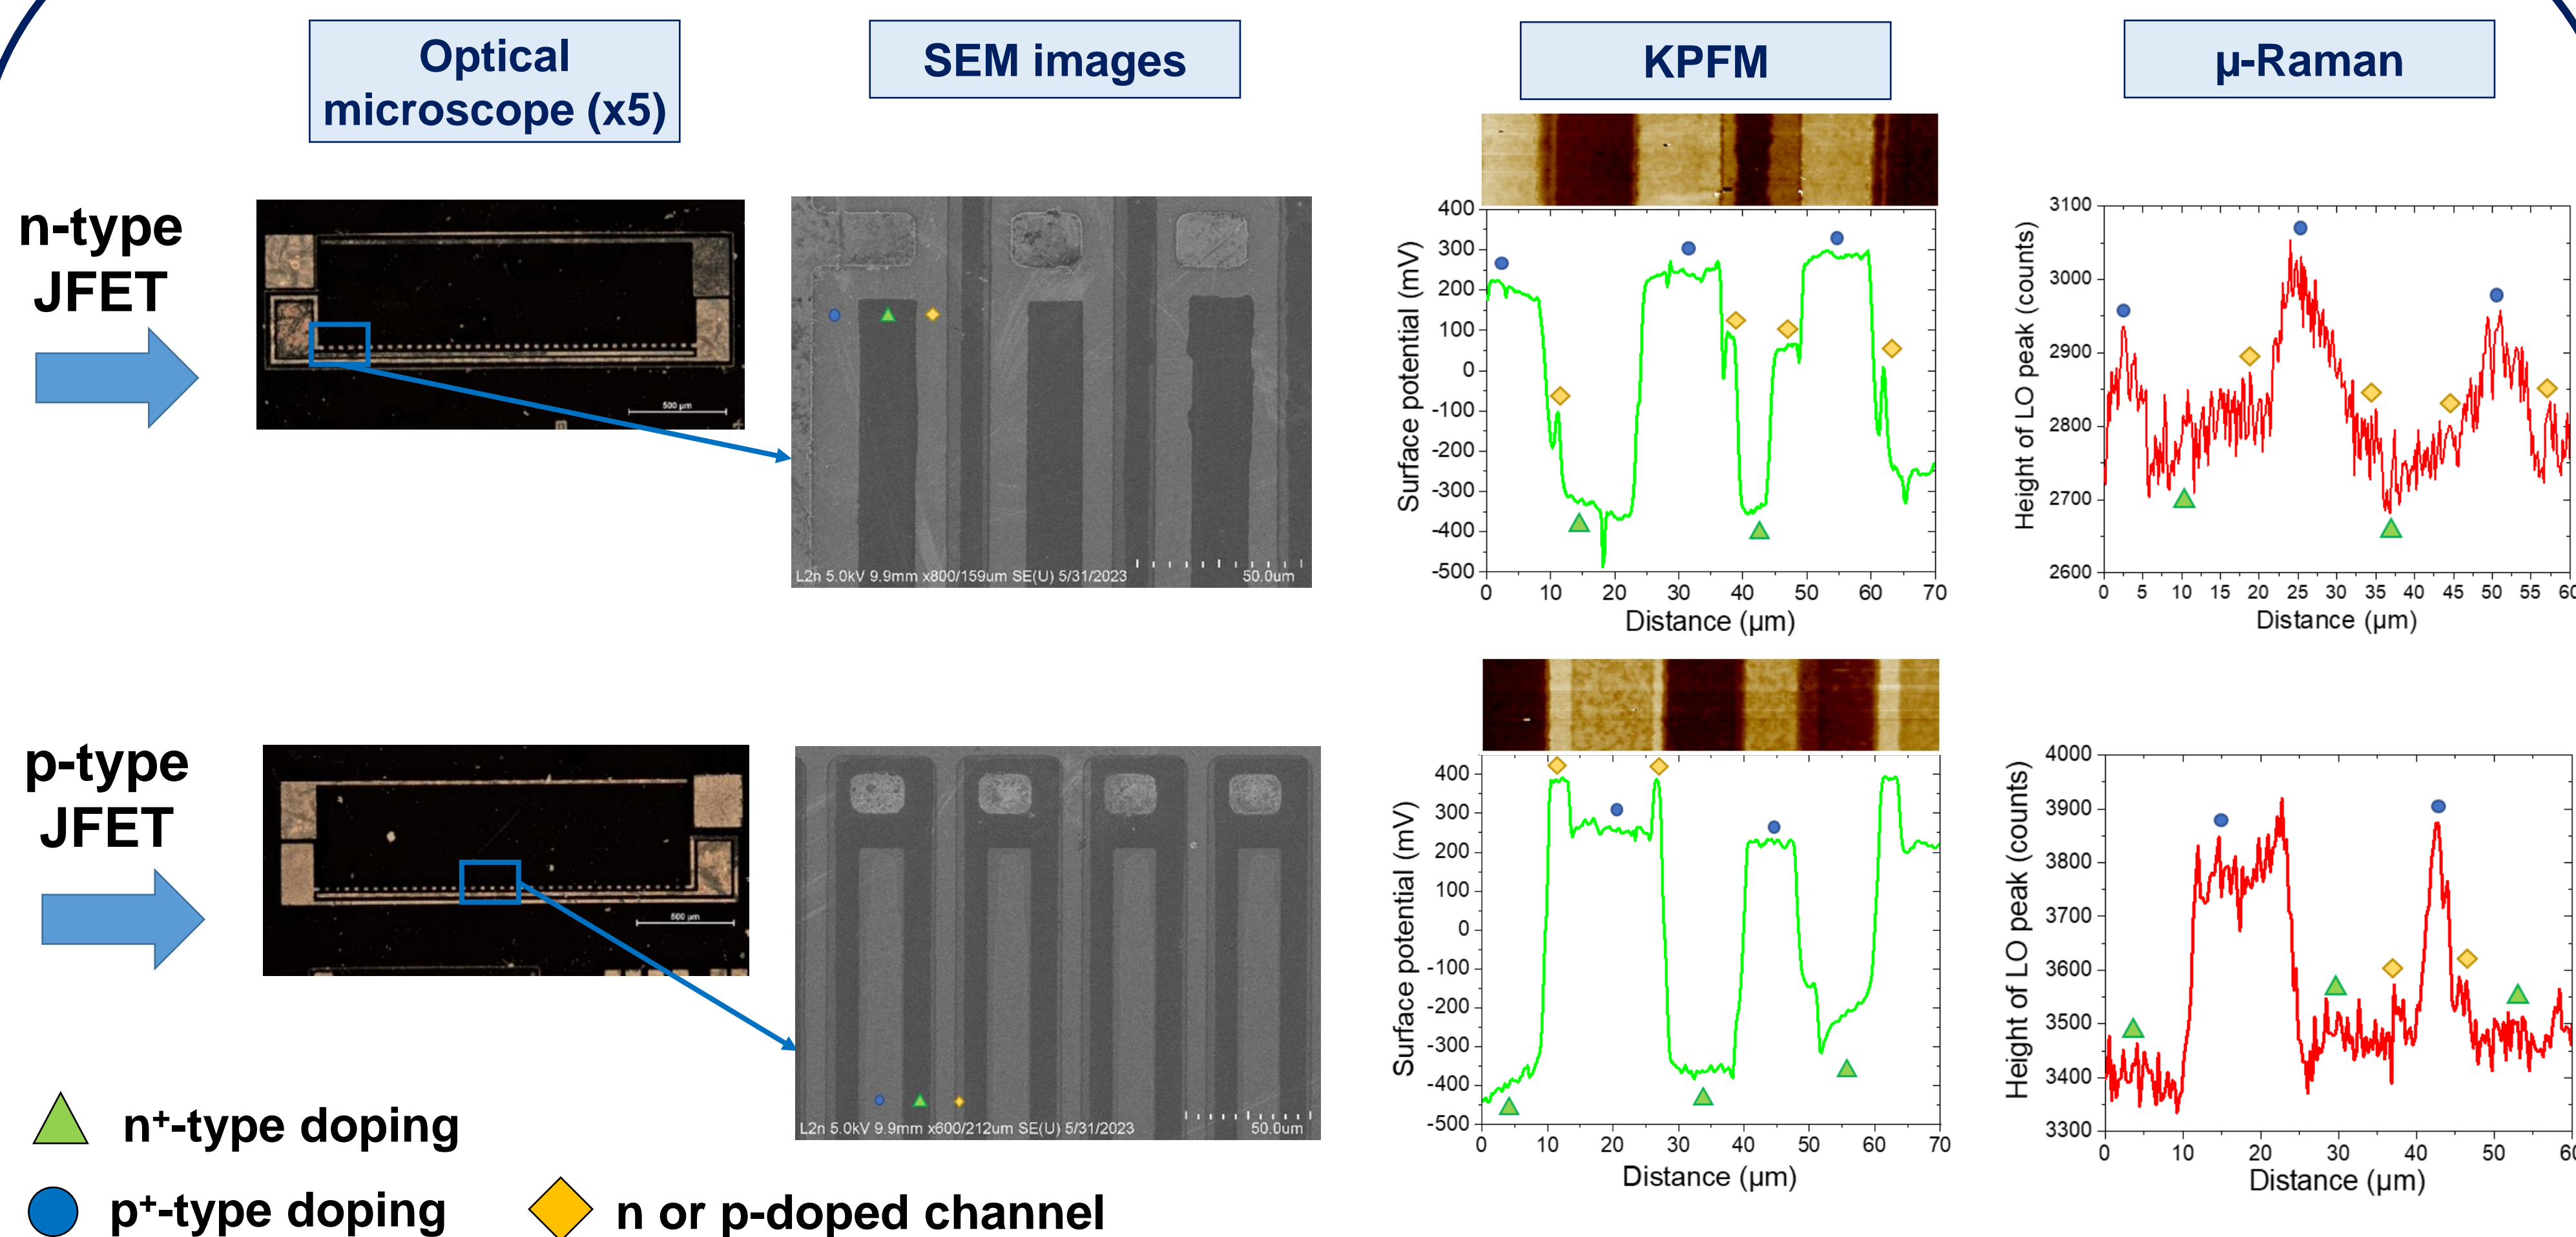 Optical
microscope (x5)
SEM images
KPFM
µ-Raman
n-type
JFET
500 µm
L2n 5.0kV 9.9mm x800/159um SE(U) 5/31/2023
50.0um
400
300
200
100
0
-100
-200
-300
-400
-500
Surface potential (mV)
0 10 20 30 40 50 60 70
Distance (µm)
3100
3000
2900
2800
2700
2600
Height of LO peak (counts)
0 5 10 15 20 25 30 35 40 45 50 55 60
Distance (µm)
p-type
JFET
500 µm
L2n 5.0kV 9.9mm x600/212um SE(U) 5/31/2023
50.0um
400
300
200
100
0
-100
-200
-300
-400
-500
Surface potential (mV)
0 10 20 30 40 50 60 70
Distance (µm)
4000
3900
3800
3700
3600
3500
3400
3300
Height of LO peak (counts)
0 10 20 30 40 50 60
Distance (µm)
n⁺-type doping
p⁺-type doping
n or p-doped channel